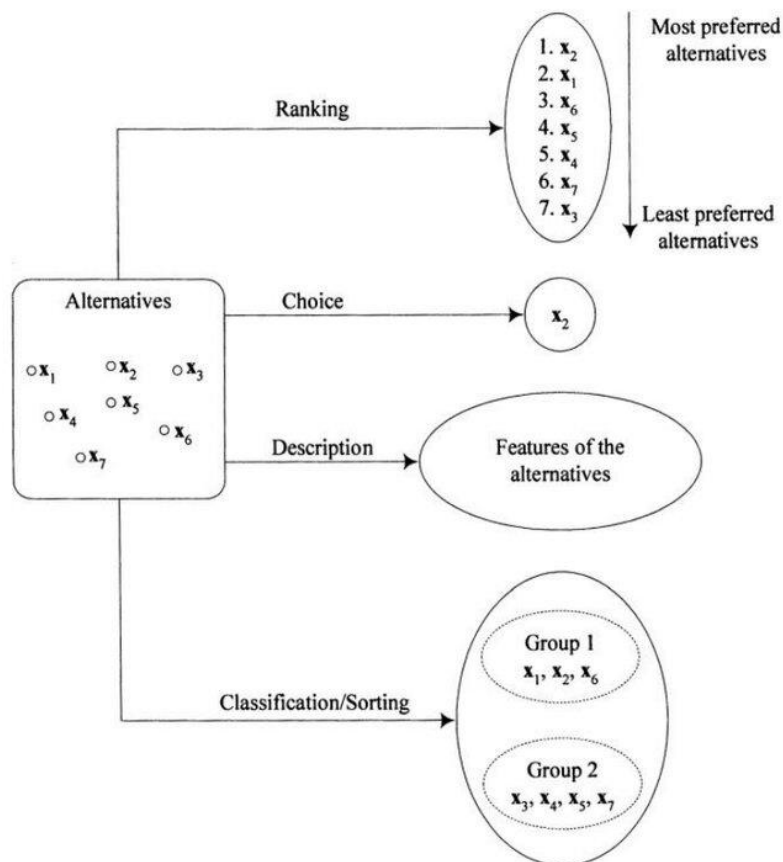 Most preferred
alternatives
1. x₂
2. x₁
3. x₆
4. x₅
5. x₄
6. x₇
7. x₃
Ranking
Least preferred
alternatives
Alternatives
Choice
x₂
x₁
x₂
x₃
x₄
x₅
x₆
x₇
Description
Features of the
alternatives
Group 1
x₁, x₂, x₆
Classification/Sorting
Group 2
x₃, x₄, x₅, x₇